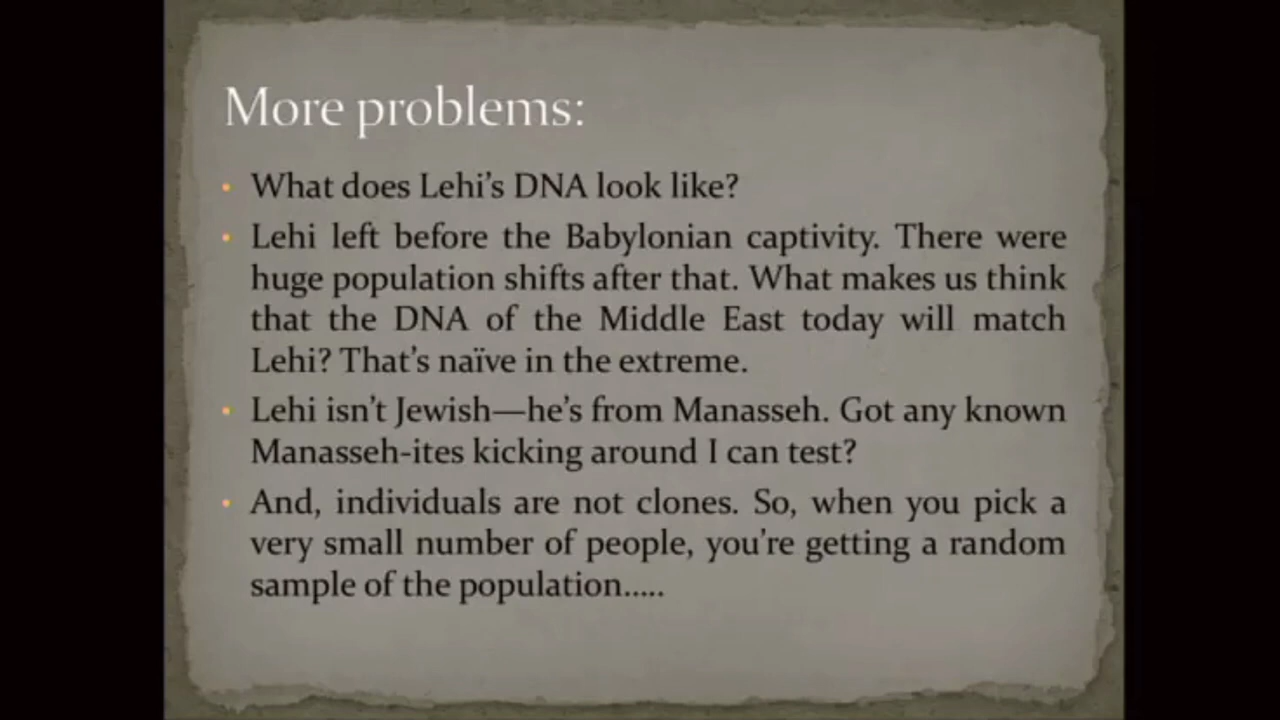 More problems:
• What does Lehi's DNA look like?
• Lehi left before the Babylonian captivity. There were
huge population shifts after that. What makes us think
that the DNA of the Middle East today will match
Lehi? That's naïve in the extreme.
• Lehi isn't Jewish—he's from Manasseh. Got any known
Manasseh-ites kicking around I can test?
• And, individuals are not clones. So, when you pick a
very small number of people, you're getting a random
sample of the population.....